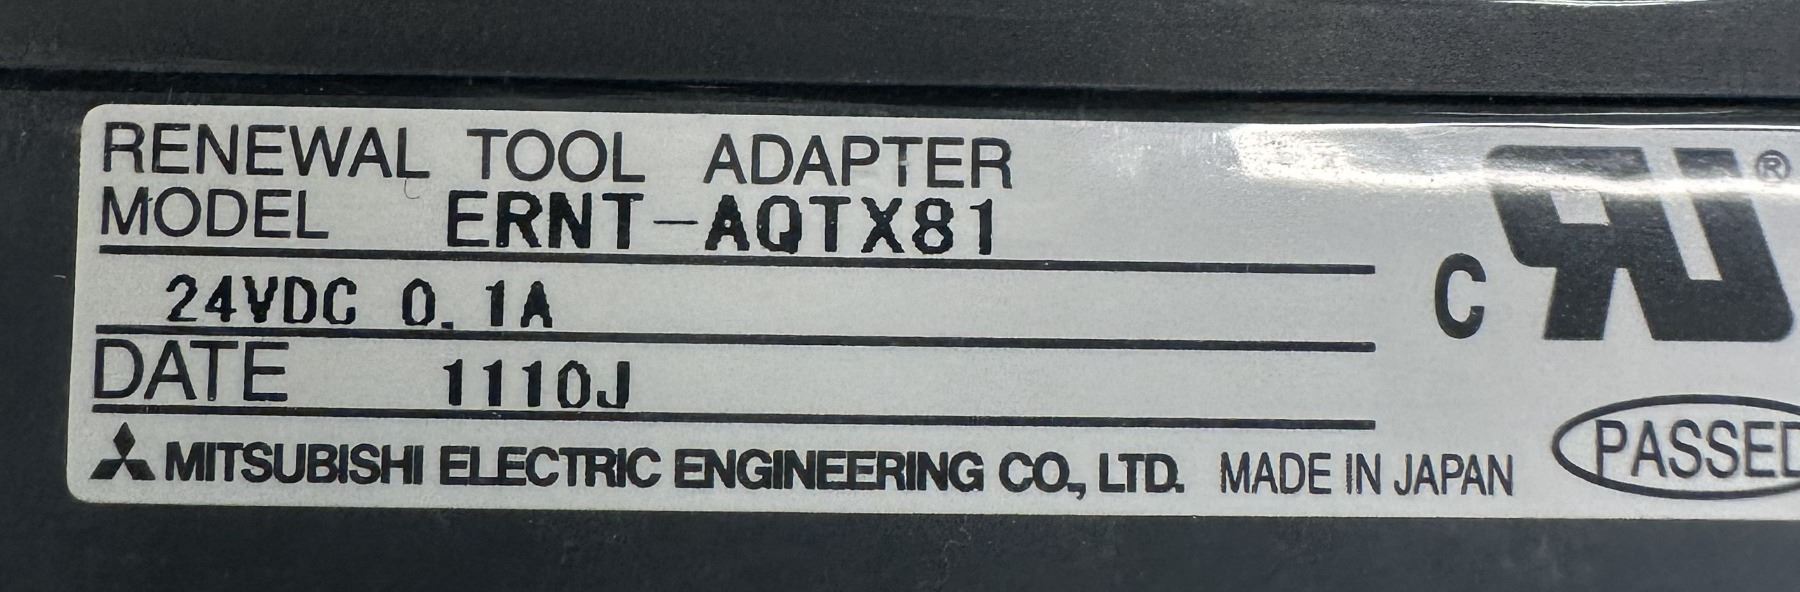 RENEWAL TOOL ADAPTER
MODEL ERNT-AQTX81
24VDC 0.1A
DATE 1110J
MITSUBISHI ELECTRIC ENGINEERING CO., LTD. MADE IN JAPAN
C RU ®
PASSED